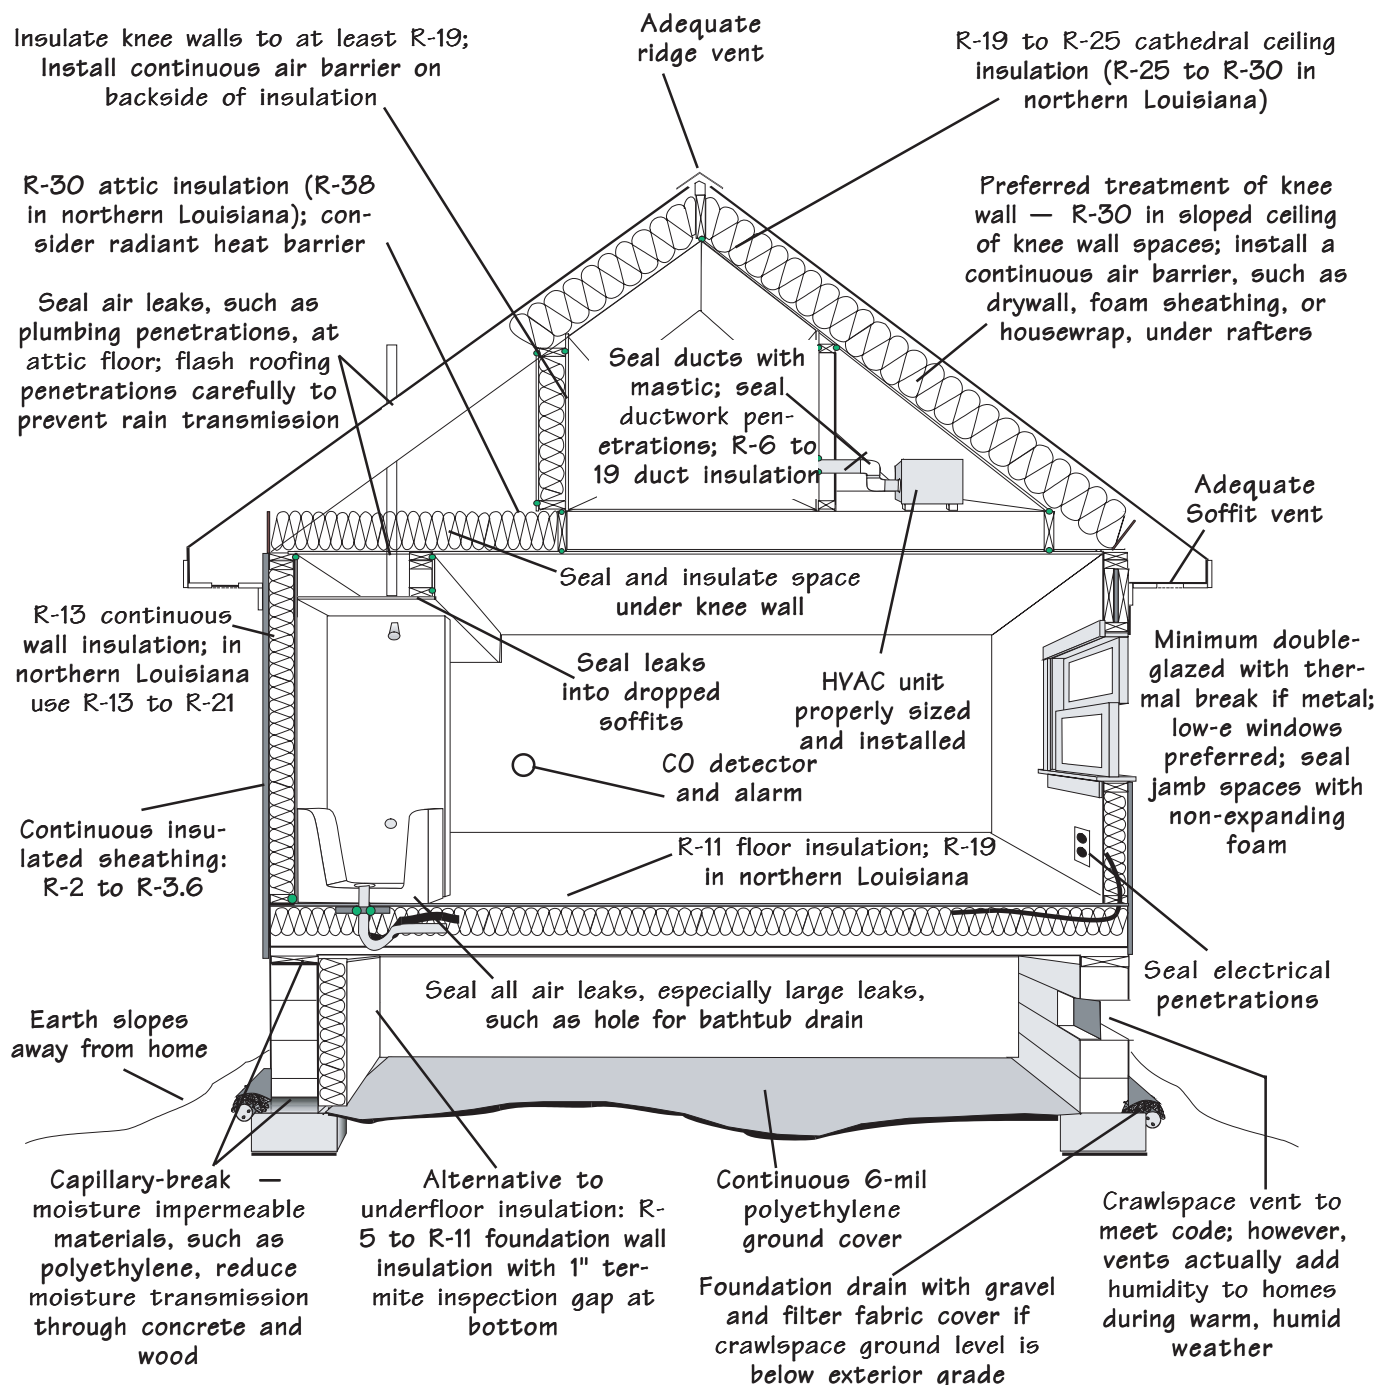 Insulate knee walls to at least R-19;
Install continuous air barrier on
backside of insulation
Adequate
ridge vent
R-19 to R-25 cathedral ceiling
insulation (R-25 to R-30 in
northern Louisiana)
R-30 attic insulation (R-38
in northern Louisiana); con-
sider radiant heat barrier
Preferred treatment of knee
wall — R-30 in sloped ceiling
of knee wall spaces; install a
continuous air barrier, such as
drywall, foam sheathing, or
housewrap, under rafters
Seal air leaks, such as
plumbing penetrations, at
attic floor; flash roofing
penetrations carefully to
prevent rain transmission
Seal ducts with
mastic; seal
ductwork pen-
etrations; R-6 to
19 duct insulation
Adequate
Soffit vent
Seal and insulate space
under knee wall
R-13 continuous
wall insulation; in
northern Louisiana
use R-13 to R-21
Seal leaks
into dropped
soffits
HVAC unit
properly sized
and installed
Minimum double-
glazed with ther-
mal break if metal;
low-e windows
preferred; seal
jamb spaces with
non-expanding
foam
CO detector
and alarm
Continuous insu-
lated sheathing:
R-2 to R-3.6
R-11 floor insulation; R-19
in northern Louisiana
Seal electrical
penetrations
Seal all air leaks, especially large leaks,
such as hole for bathtub drain
Earth slopes
away from home
Capillary-break —
moisture impermeable
materials, such as
polyethylene, reduce
moisture transmission
through concrete and
wood
Alternative to
underfloor insulation: R-
5 to R-11 foundation wall
insulation with 1" ter-
mite inspection gap at
bottom
Continuous 6-mil
polyethylene
ground cover
Foundation drain with gravel
and filter fabric cover if
crawlspace ground level is
below exterior grade
Crawlspace vent to
meet code; however,
vents actually add
humidity to homes
during warm, humid
weather